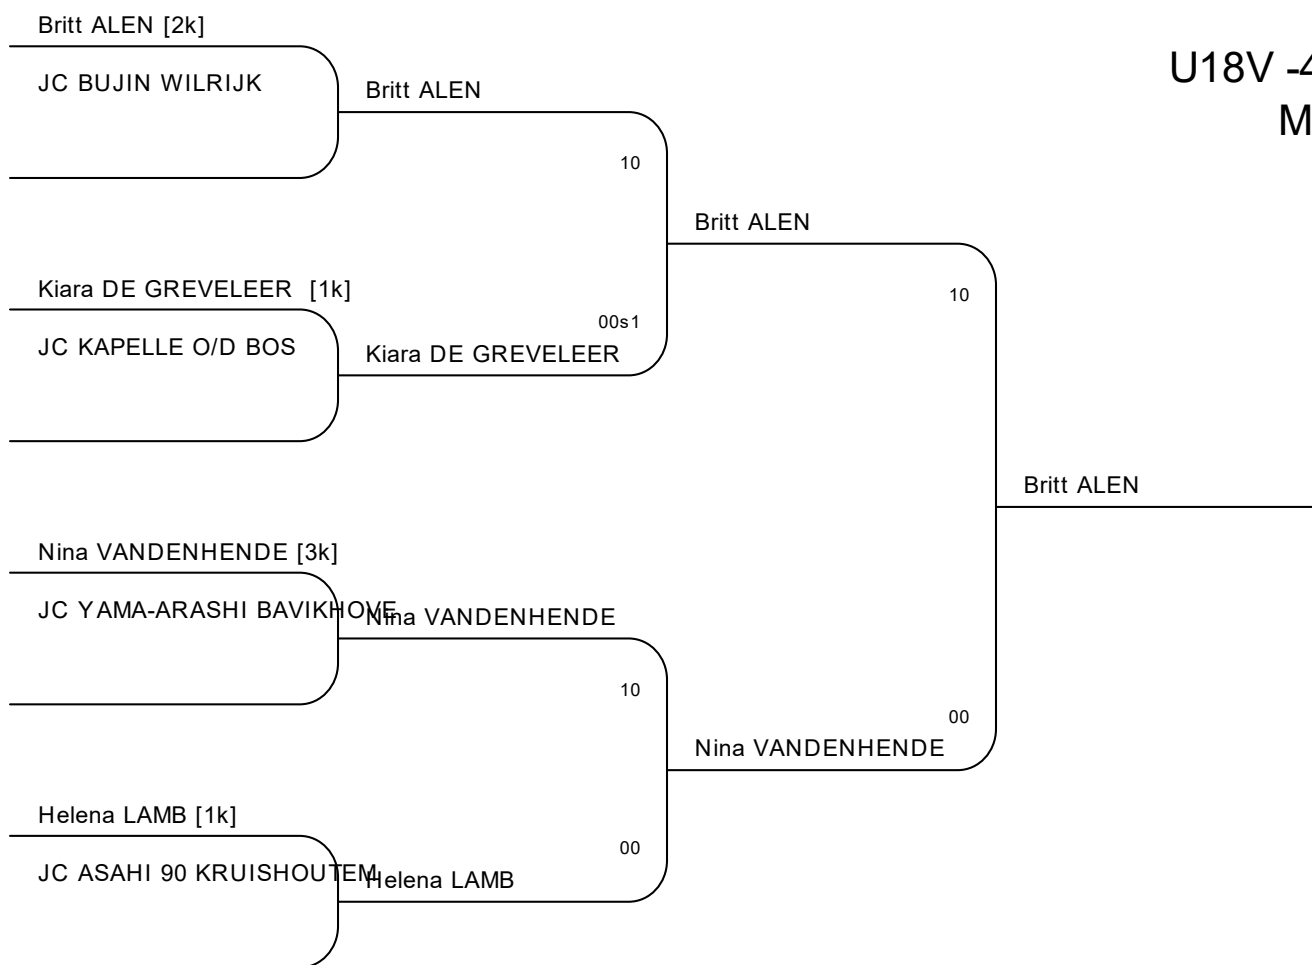 Britt ALEN [2k]
JC BUJIN WILRIJK
Britt ALEN
U18V -4
M
10
Britt ALEN
Kiara DE GREVELEER [1k]
10
00s1
JC KAPELLE O/D BOS
Kiara DE GREVELEER
Britt ALEN
Nina VANDENHENDE [3k]
JC YAMA-ARASHI BAVIKHOVE
Nina VANDENHENDE
10
00
Nina VANDENHENDE
Helena LAMB [1k]
00
JC ASAHI 90 KRUISHOUTEM
Helena LAMB